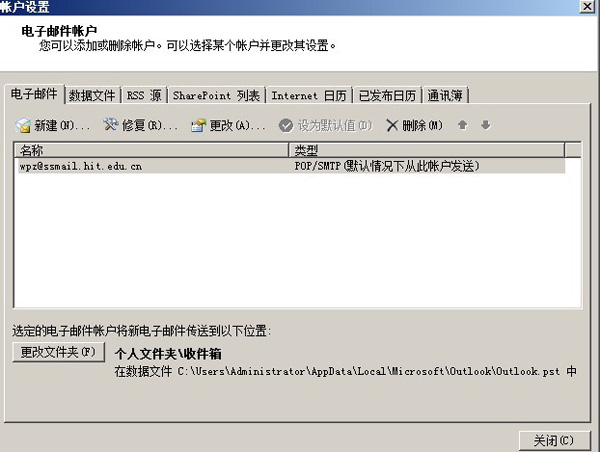 帐户设置
电子邮件帐户
您可以添加或删除帐户。可以选择某个帐户并更改其设置。
电子邮件 数据文件 RSS 源 SharePoint 列表 Internet 日历 已发布日历 通讯簿
新建(N)... 修复(R)... 更改(A)... 设为默认值(D) 删除(M)
名称 类型
wpz@ssmail.hit.edu.cn POP/SMTP(默认情况下从此帐户发送)
选定的电子邮件帐户将新电子邮件传送到以下位置:
更改文件夹(F) 个人文件夹\收件箱
在数据文件 C:\Users\Administrator\AppData\Local\Microsoft\Outlook\Outlook.pst 中
关闭(C)